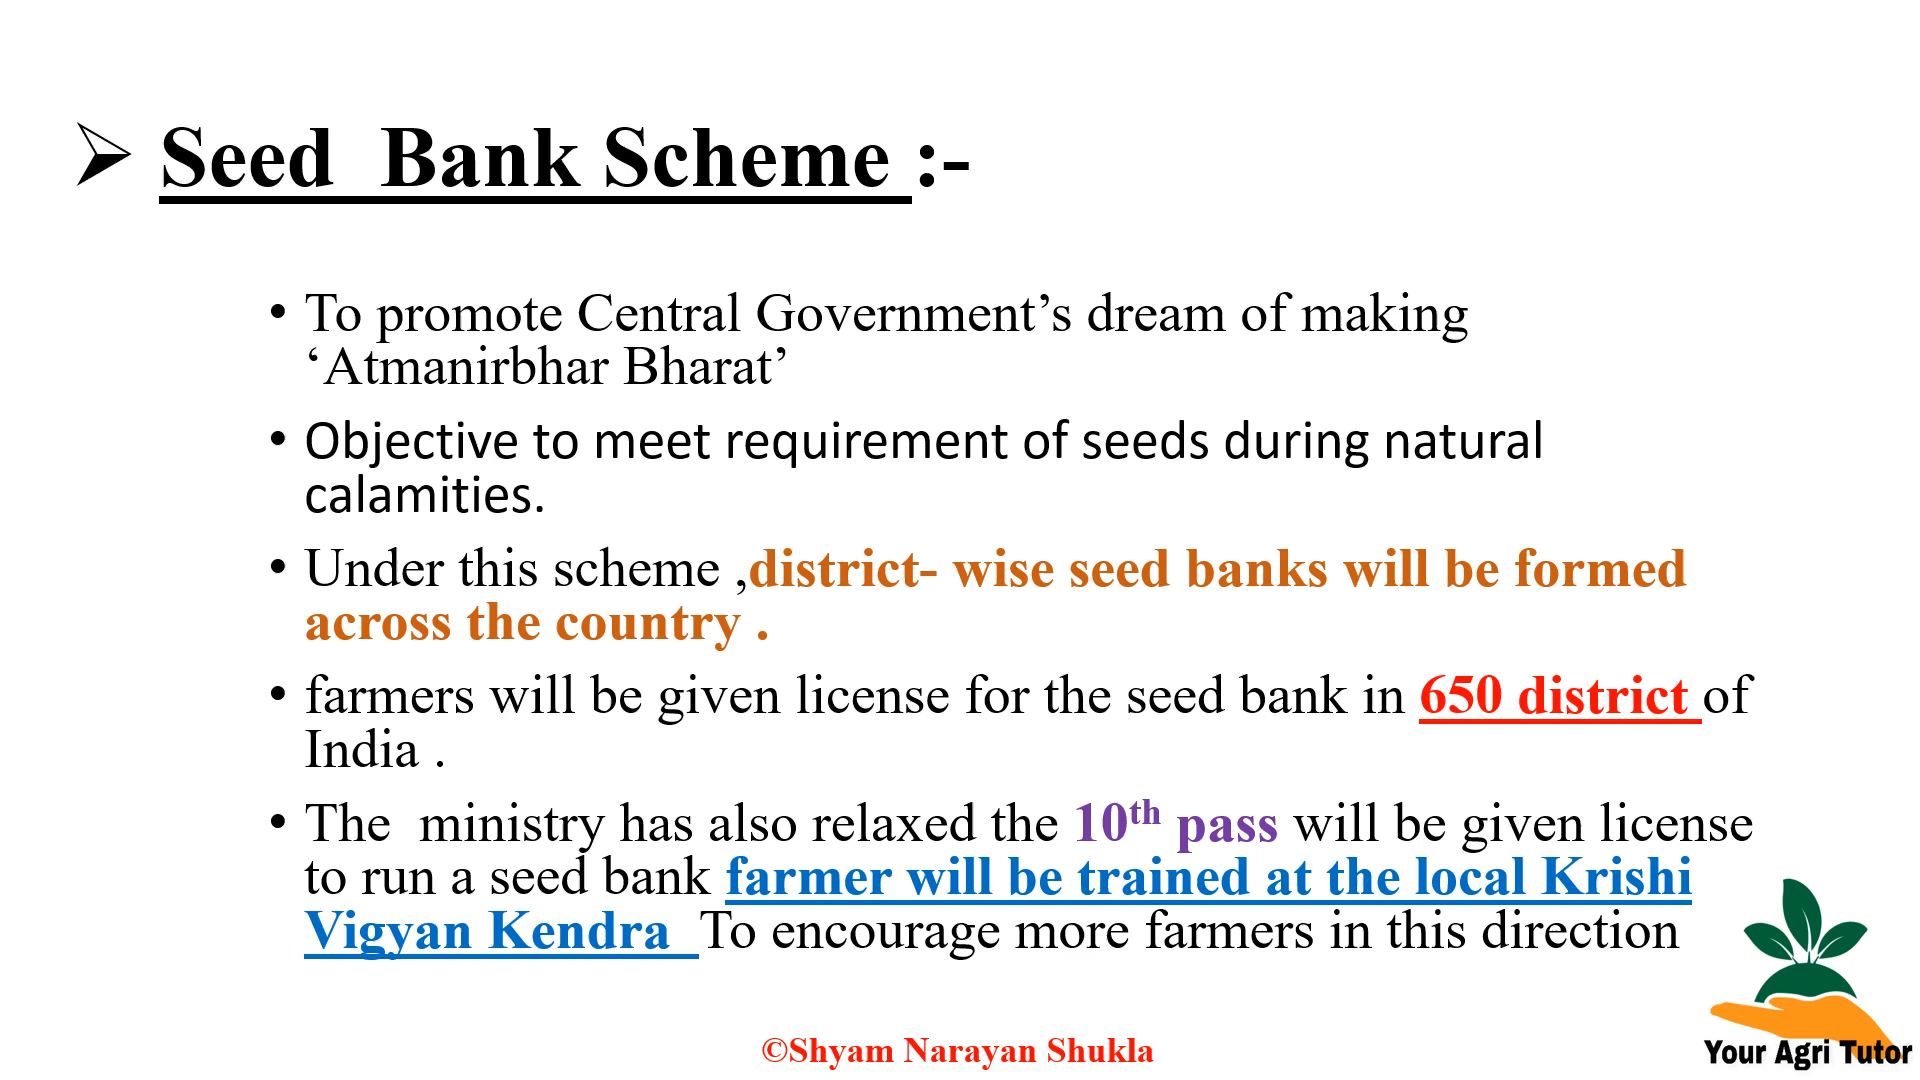 ➢ Seed  Bank Scheme :-
• To promote Central Government’s dream of making
‘Atmanirbhar Bharat’
• Objective to meet requirement of seeds during natural
calamities.
• Under this scheme ,district- wise seed banks will be formed
across the country .
• farmers will be given license for the seed bank in 650 district of
India .
• The  ministry has also relaxed the 10th pass will be given license
to run a seed bank farmer will be trained at the local Krishi
Vigyan Kendra  To encourage more farmers in this direction
©Shyam Narayan Shukla
Your Agri Tutor